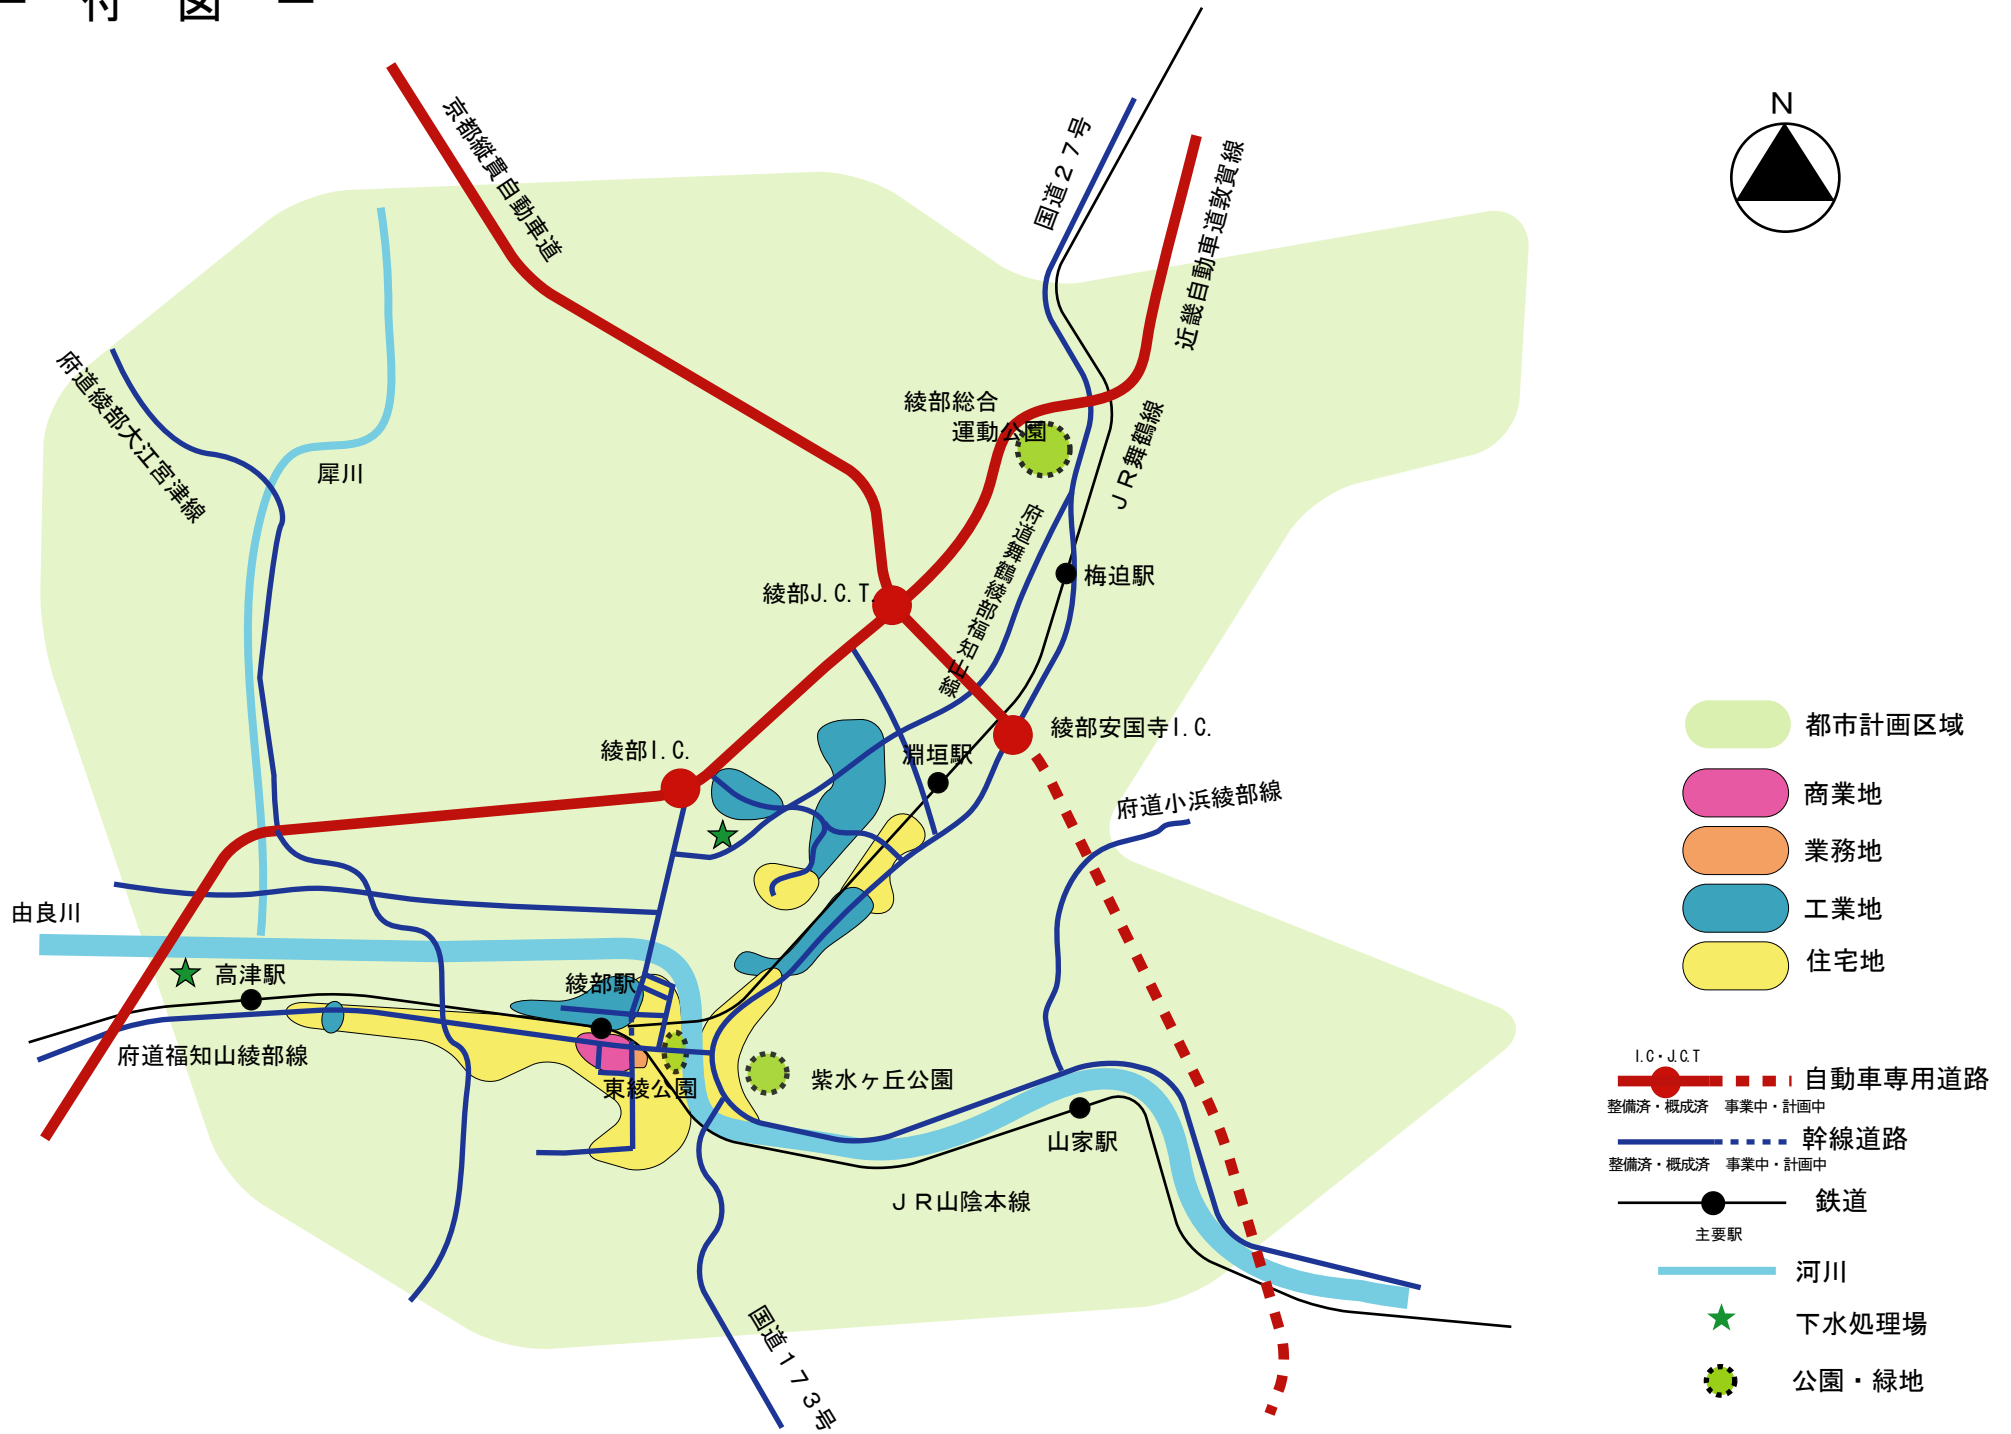 － 付 図 －
京都縦貫自動車道
国道２７号
近畿自動車道敦賀線
N
府道綾部大江宮津線
犀川
綾部総合
運動公園
ＪＲ舞鶴線
府道舞鶴綾部福知山線
梅迫駅
綾部J.C.T.
綾部安国寺I.C.
綾部I.C.
淵垣駅
府道小浜綾部線
由良川
高津駅
綾部駅
府道福知山綾部線
東綾公園
紫水ヶ丘公園
山家駅
ＪＲ山陰本線
国道１７３号
都市計画区域
商業地
業務地
工業地
住宅地
I.C・J.C.T
自動車専用道路
整備済・概成済 事業中・計画中
幹線道路
整備済・概成済 事業中・計画中
鉄道
主要駅
河川
下水処理場
公園・緑地